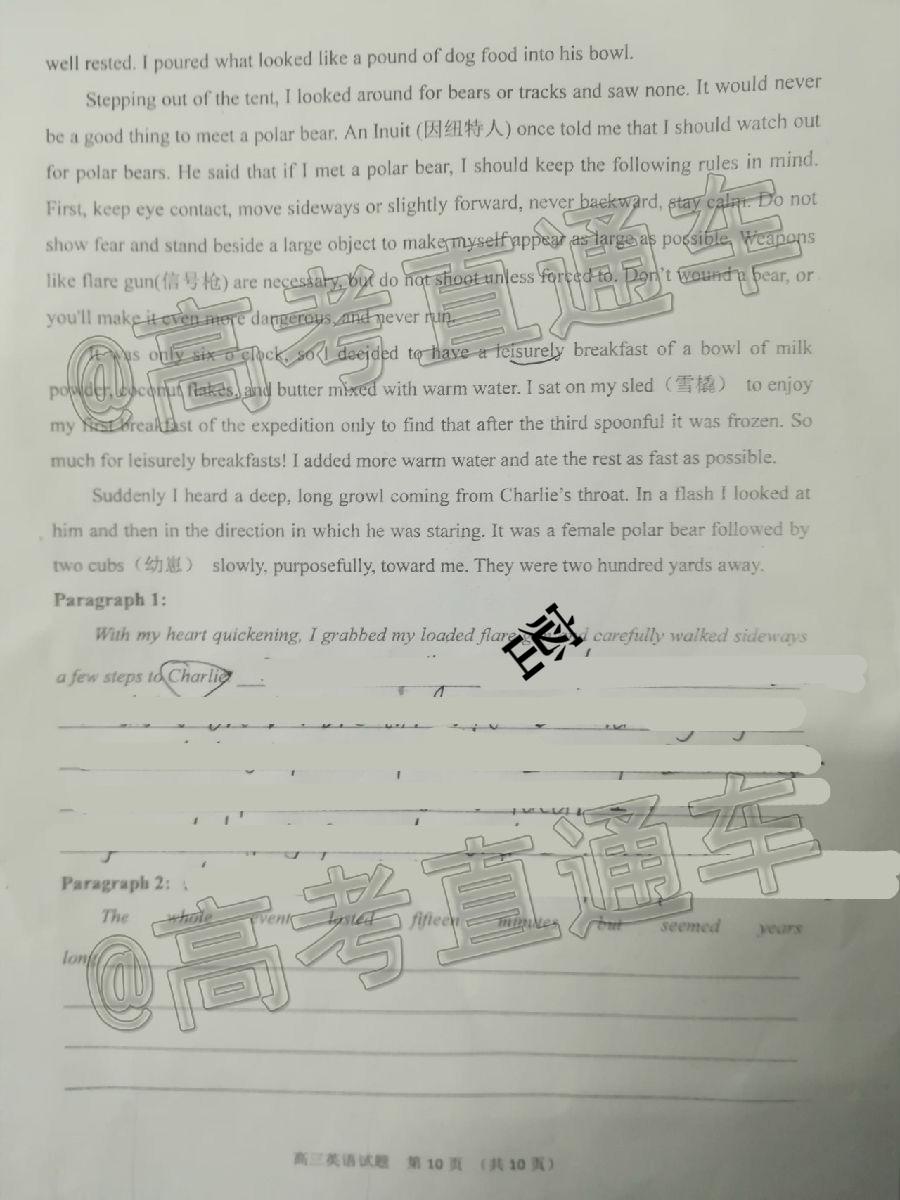 well rested. I poured what looked like a pound of dog food into his bowl.
Stepping out of the tent, I looked around for bears or tracks and saw none. It would never
be a good thing to meet a polar bear. An Inuit (因纽特人) once told me that I should watch out
for polar bears. He said that if I met a polar bear, I should keep the following rules in mind.
First, keep eye contact, move sideways or slightly forward, never backward, stay calm. Do not
show fear and stand beside a large object to make myself appear as large as possible. Weapons
like flare gun(信号枪) are necessary, but do not shoot unless forced to. Don't wound a bear, or
you'll make it even more dangerous, and never run.
It was only six o'clock, so I decided to have a leisurely breakfast of a bowl of milk
powder, coconut flakes, and butter mixed with warm water. I sat on my sled（雪橇） to enjoy
my first breakfast of the expedition only to find that after the third spoonful it was frozen. So
much for leisurely breakfasts! I added more warm water and ate the rest as fast as possible.
Suddenly I heard a deep, long growl coming from Charlie's throat. In a flash I looked at
him and then in the direction in which he was staring. It was a female polar bear followed by
two cubs（幼崽） slowly, purposefully, toward me. They were two hundred yards away.
Paragraph 1:
With my heart quickening, I grabbed my loaded flare and carefully walked sideways
a few steps to Charlie
密
Paragraph 2:
The whole event lasted fifteen minutes but seemed years
long
高三英语试题 第 10 页 （共 10 页）
@高考直通车
@高考直通车